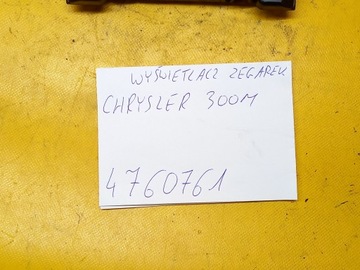 WYŚWIETLACZ ZEGAREK
CHRYSLER 300M
4760761